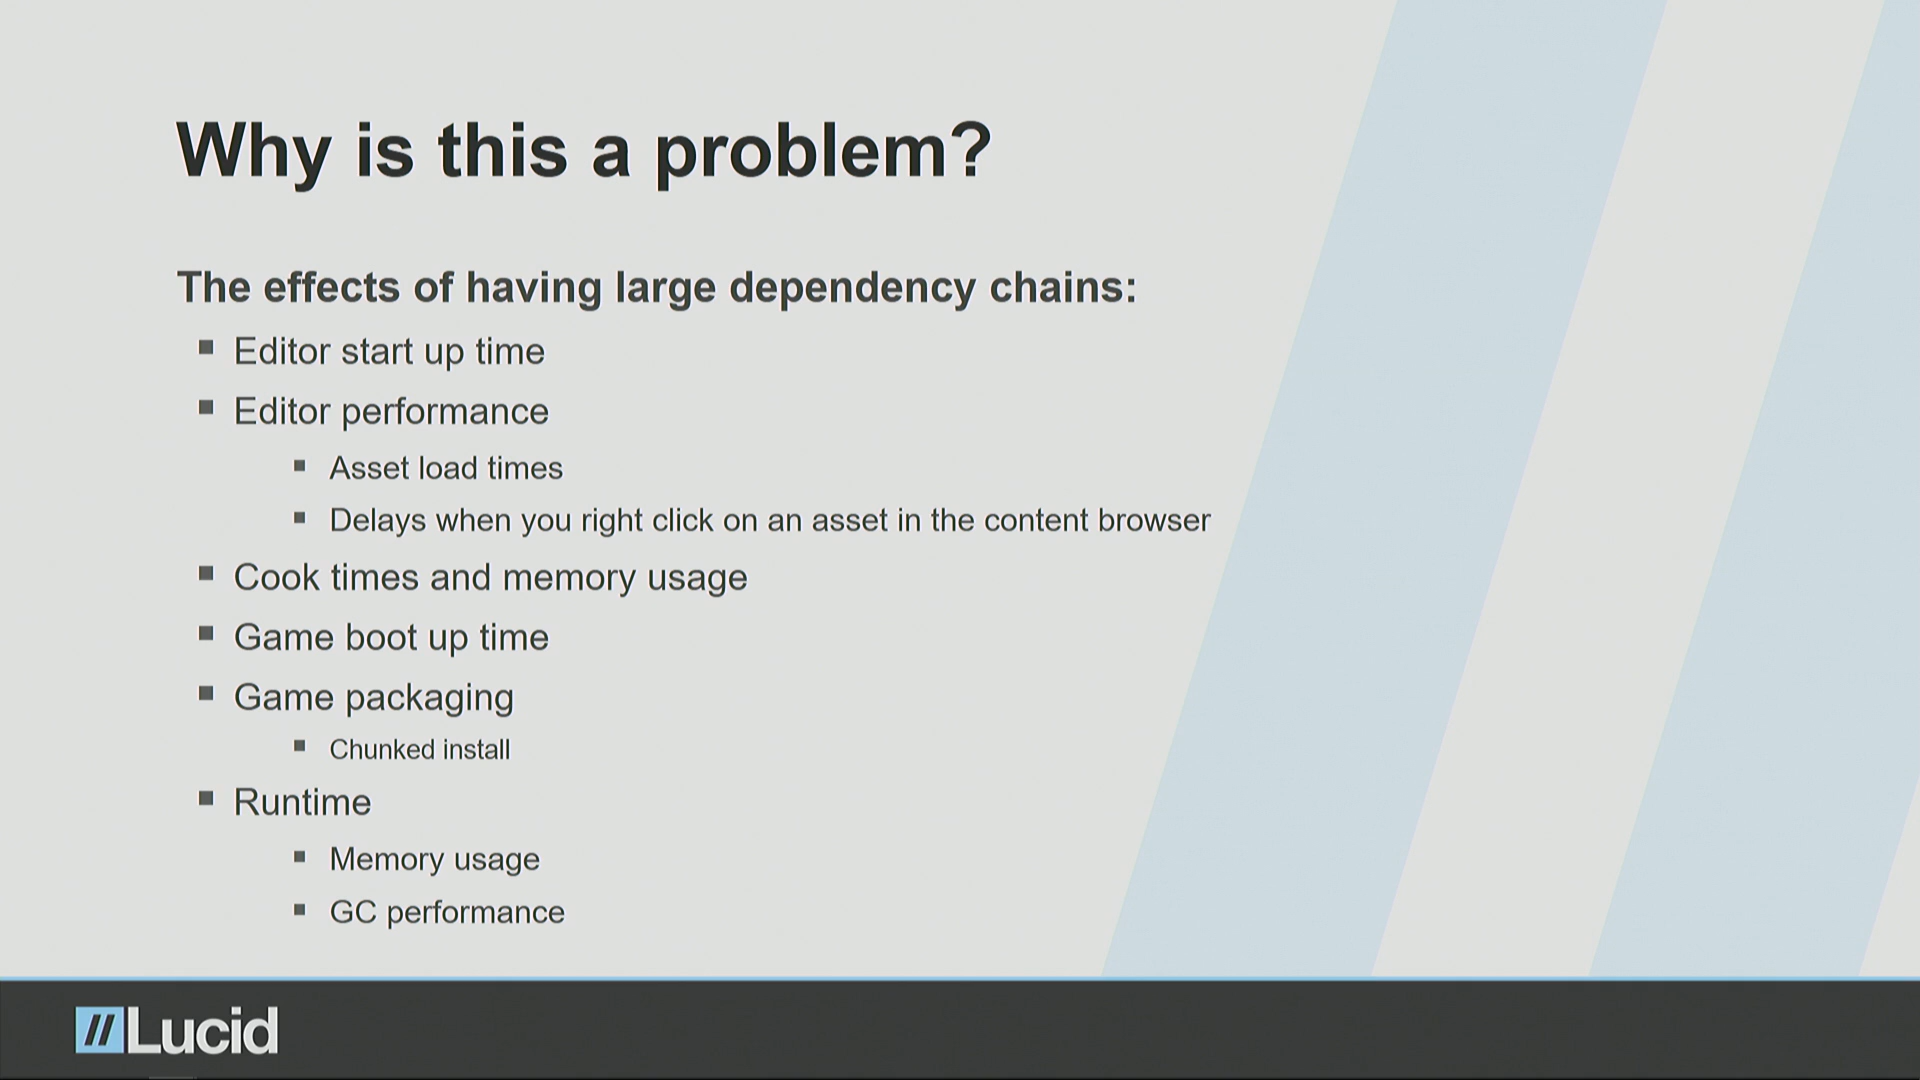 Why is this a problem?
The effects of having large dependency chains:
Editor start up time
Editor performance
Asset load times
Delays when you right click on an asset in the content browser
Cook times and memory usage
Game boot up time
Game packaging
Chunked install
Runtime
Memory usage
GC performance
//Lucid